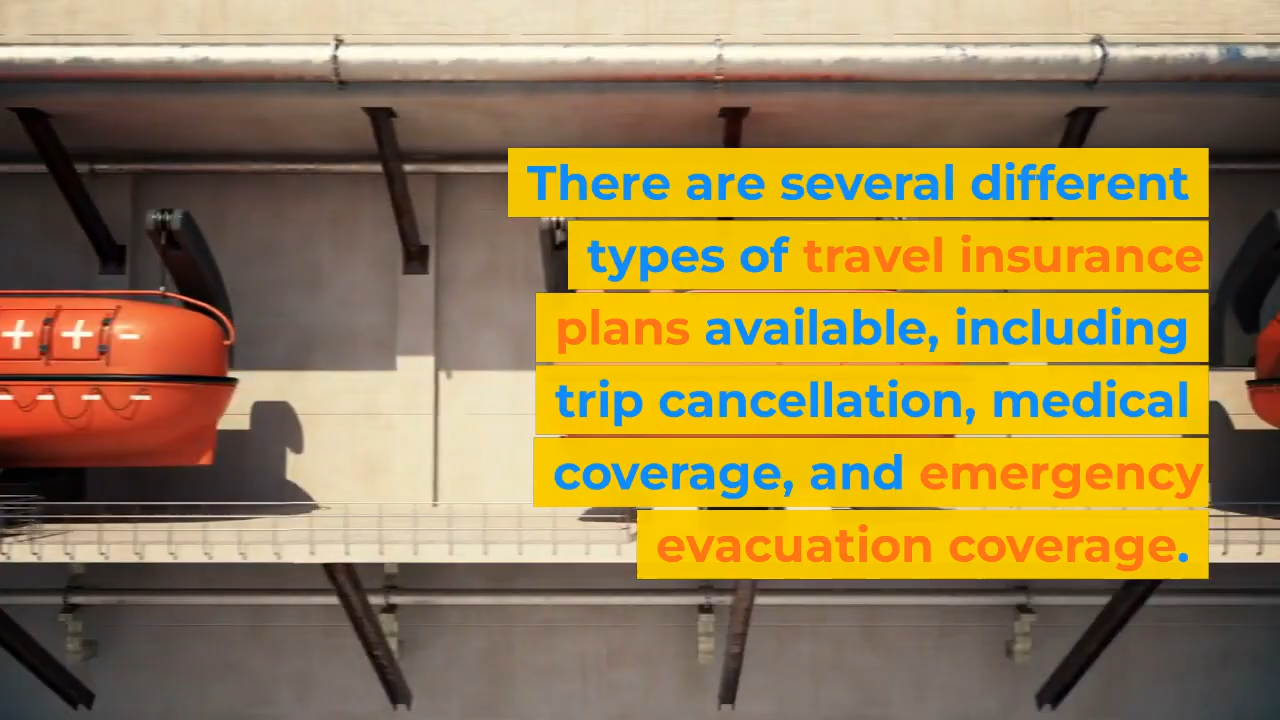 There are several different
types of travel insurance
plans available, including
trip cancellation, medical
coverage, and emergency
evacuation coverage.